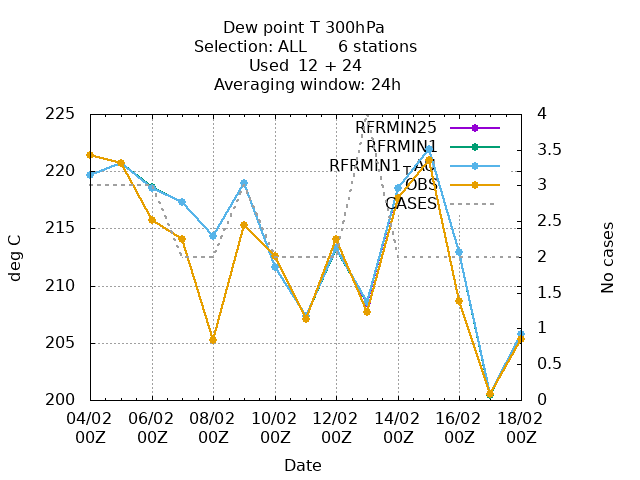 Dew point T 300hPa
Selection: ALL 6 stations
Used 12 + 24
Averaging window: 24h
225
220
215
210
205
200
deg C
4
3.5
3
2.5
2
1.5
1
0.5
0
No cases
RFRMIN25
RFRMIN1
RFRMIN1_AO
OBS
CASES
04/02 06/02 08/02 10/02 12/02 14/02 16/02 18/02
00Z 00Z 00Z 00Z 00Z 00Z 00Z 00Z
Date